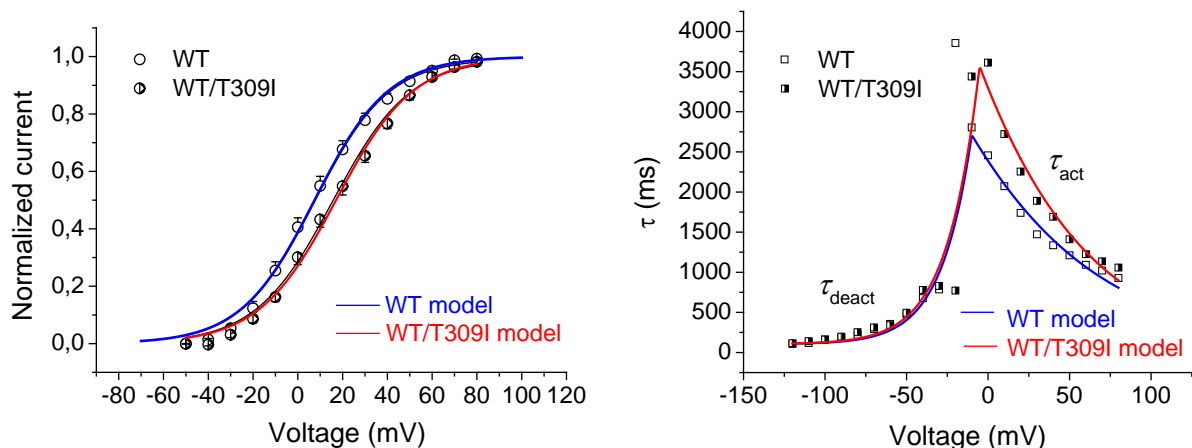 WT
WT/T309I
1,0
0,8
0,6
0,4
0,2
0,0
Normalized current
WT model
WT/T309I model
-80 -60 -40 -20 0 20 40 60 80 100 120
Voltage (mV)
WT
WT/T309I
4000
3500
3000
2500
2000
1500
1000
500
0
τ (ms)
τact
τdeact
WT model
WT/T309I model
-150 -100 -50 0 50 100
Voltage (mV)